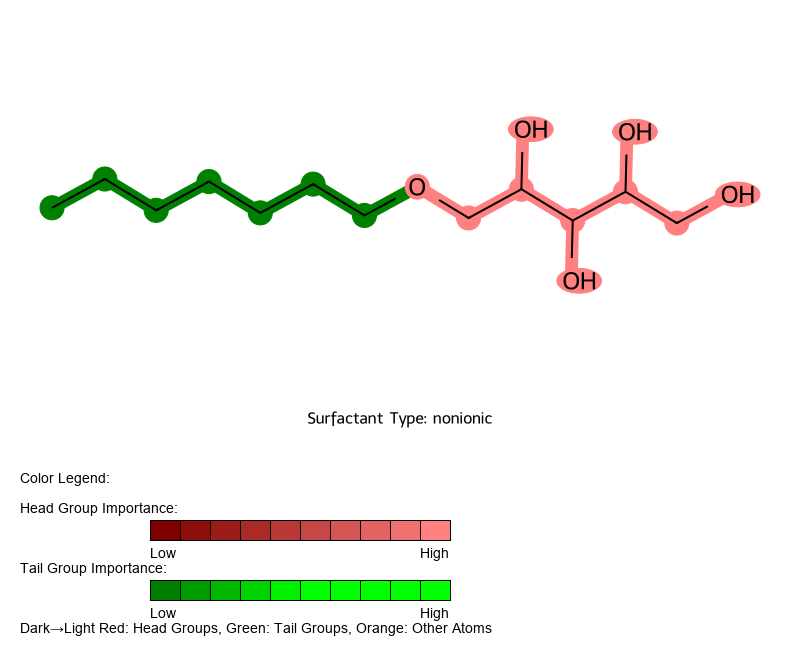 OH OH
O OH
OH
Surfactant Type: nonionic
Color Legend:
Head Group Importance:
Low High
Tail Group Importance:
Low High
Dark→Light Red: Head Groups, Green: Tail Groups, Orange: Other Atoms